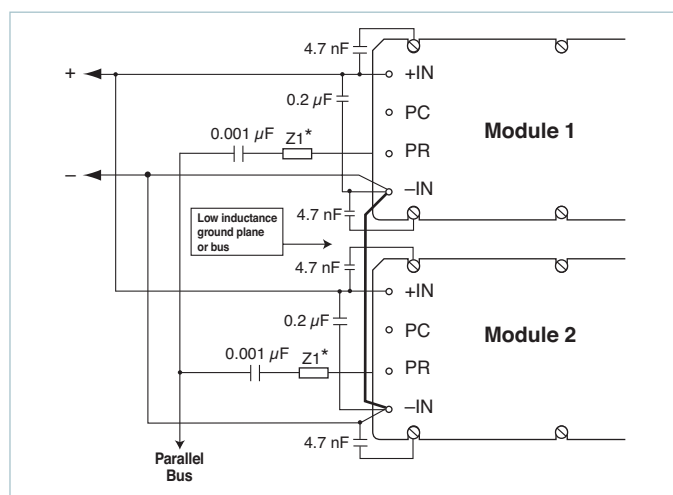 4.7 nF
+
+IN
0.2 µF
PC
Module 1
0.001 µF
Z1*
PR
–
–IN
4.7 nF
Low inductance
ground plane
or bus
4.7 nF
+IN
0.2 µF
PC
Module 2
0.001 µF
Z1*
PR
–IN
4.7 nF
Parallel
Bus